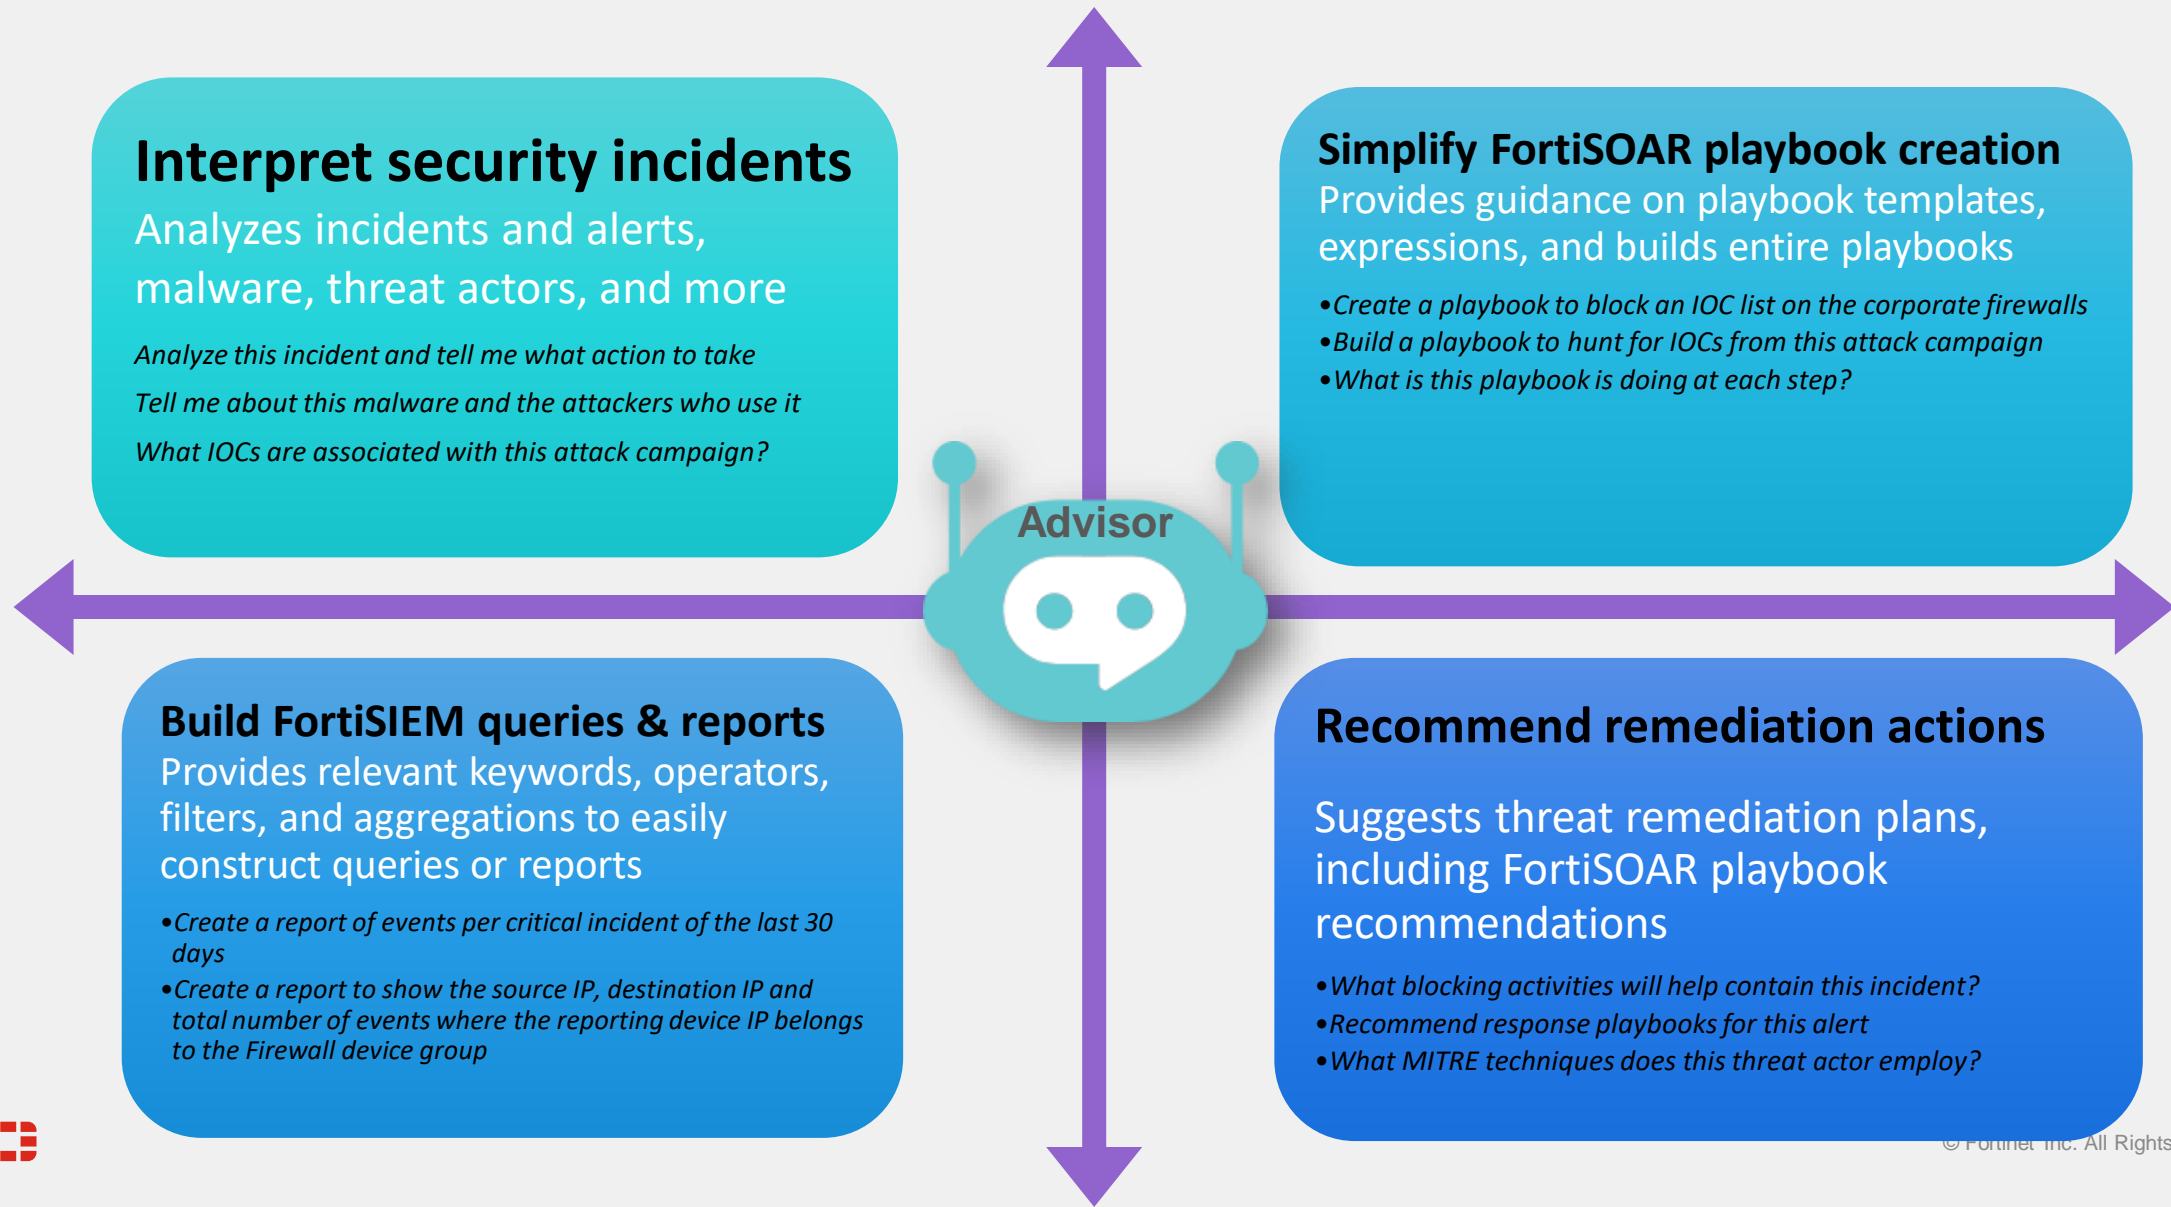 Interpret security incidents
Analyzes incidents and alerts,
malware, threat actors, and more
Analyze this incident and tell me what action to take
Tell me about this malware and the attackers who use it
What IOCs are associated with this attack campaign?
Simplify FortiSOAR playbook creation
Provides guidance on playbook templates,
expressions, and builds entire playbooks
•Create a playbook to block an IOC list on the corporate firewalls
•Build a playbook to hunt for IOCs from this attack campaign
•What is this playbook is doing at each step?
Advisor
Build FortiSIEM queries & reports
Provides relevant keywords, operators,
filters, and aggregations to easily
construct queries or reports
•Create a report of events per critical incident of the last 30
days
•Create a report to show the source IP, destination IP and
total number of events where the reporting device IP belongs
to the Firewall device group
Recommend remediation actions
Suggests threat remediation plans,
including FortiSOAR playbook
recommendations
•What blocking activities will help contain this incident?
•Recommend response playbooks for this alert
•What MITRE techniques does this threat actor employ?
© Fortinet Inc. All Rights